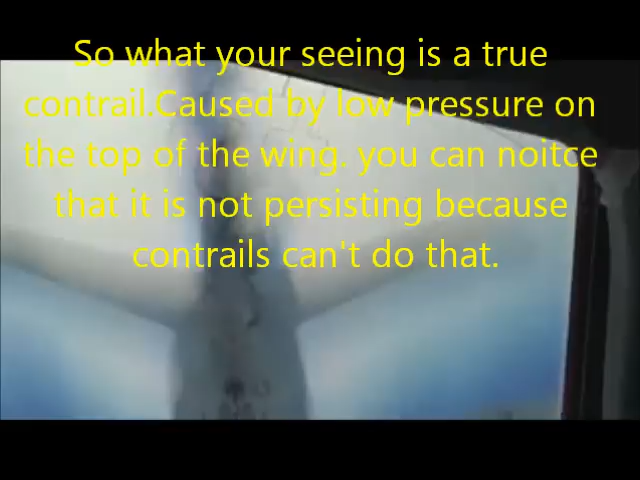 So what your seeing is a true
contrail.Caused by low pressure on
the top of the wing. you can noitce
that it is not persisting because
contrails can't do that.